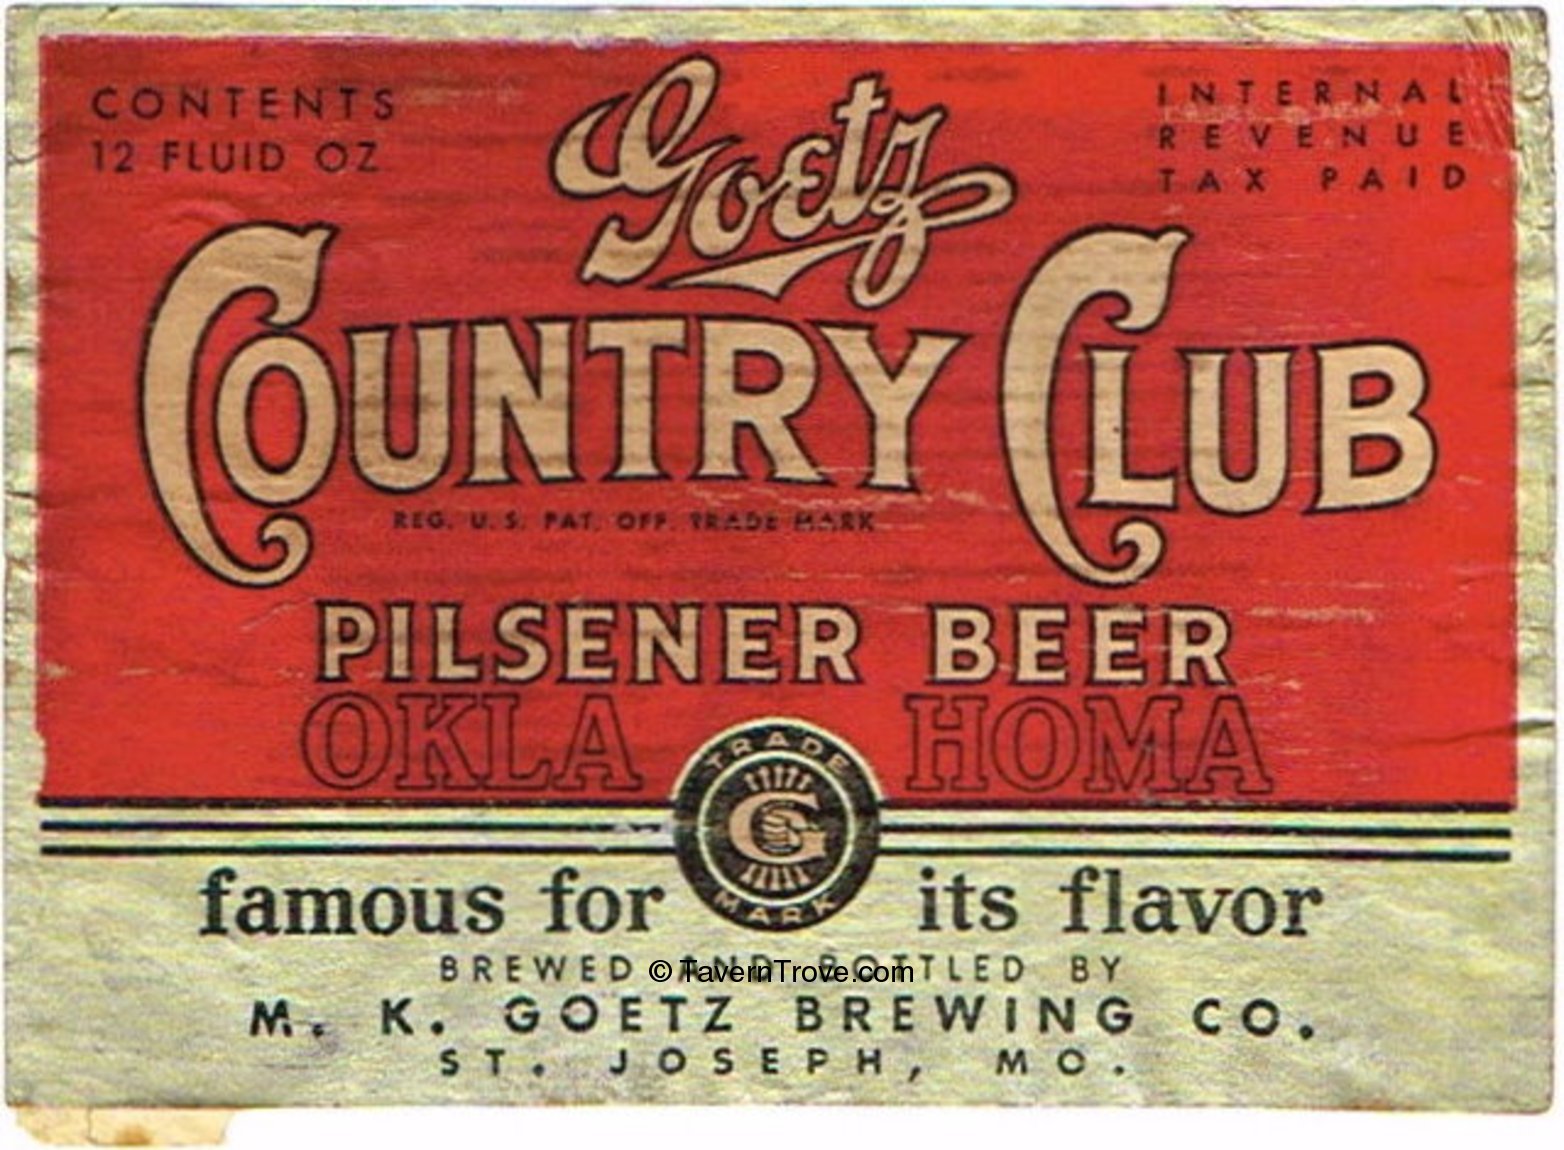 CONTENTS
12 FLUID OZ
INTERNAL
REVENUE
TAX PAID
Goetz
COUNTRY CLUB
REG. U.S. PAT. OFF. TRADE MARK
PILSENER BEER
OKLA HOMA
TRADE
G
MARK
famous for its flavor
BREWED AND BOTTLED BY
© TavernTrove.com
M. K. GOETZ BREWING CO.
ST. JOSEPH, MO.